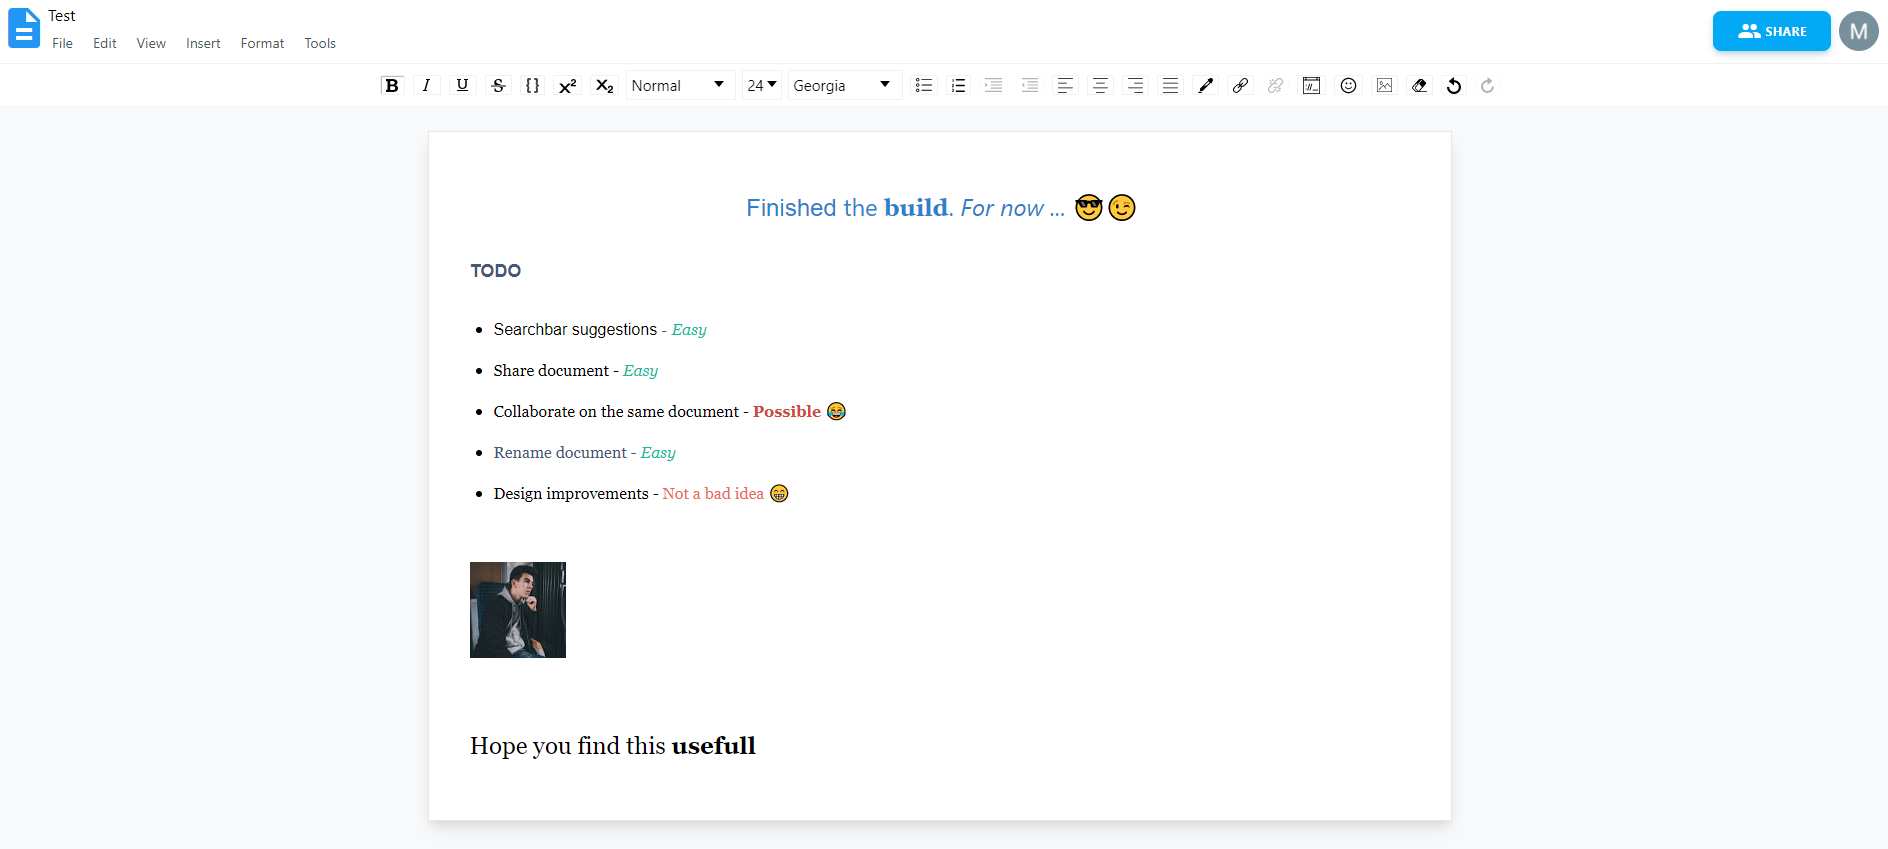 Test
File Edit View Insert Format Tools
SHARE M
B I U S {} x² X₂ Normal 24 Georgia
Finished the build. For now ... 😎😉
TODO
• Searchbar suggestions - Easy
• Share document - Easy
• Collaborate on the same document - Possible 😂
• Rename document - Easy
• Design improvements - Not a bad idea 😁
Hope you find this usefull